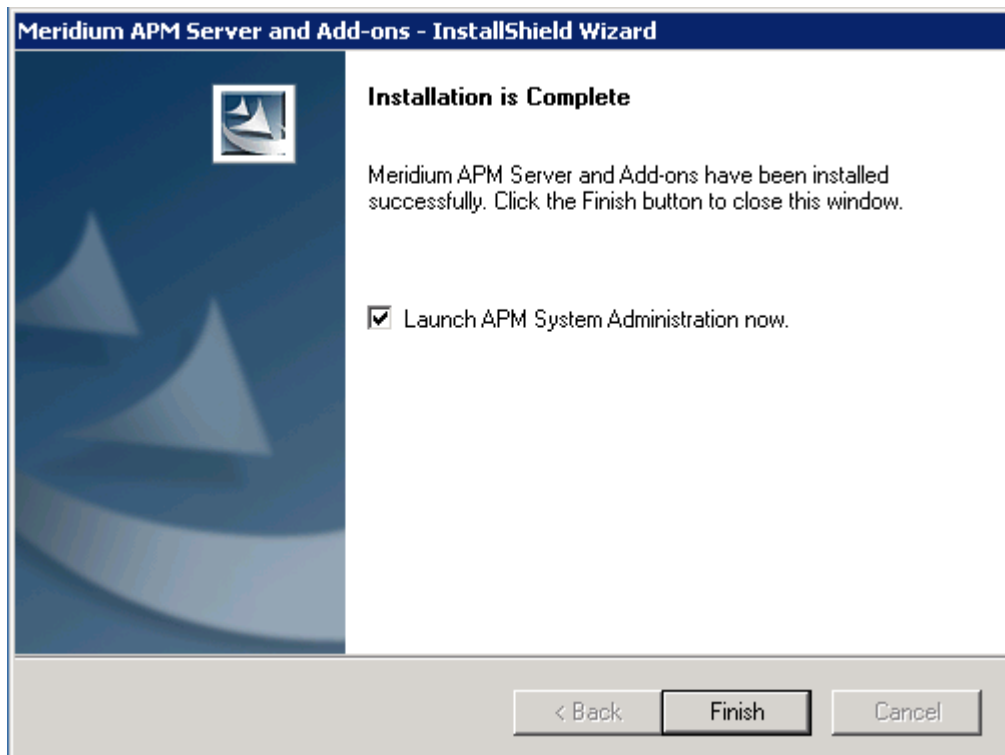 Meridium APM Server and Add-ons - InstallShield Wizard
Installation is Complete
Meridium APM Server and Add-ons have been installed
successfully. Click the Finish button to close this window.
Launch APM System Administration now.
< Back Finish Cancel